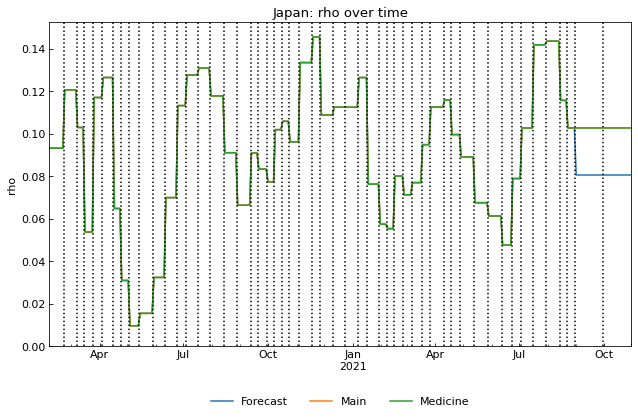 Japan: rho over time
rho
0.14
0.12
0.10
0.08
0.06
0.04
0.02
0.00
Apr Jul Oct Jan Apr Jul Oct
2021
Forecast Main Medicine